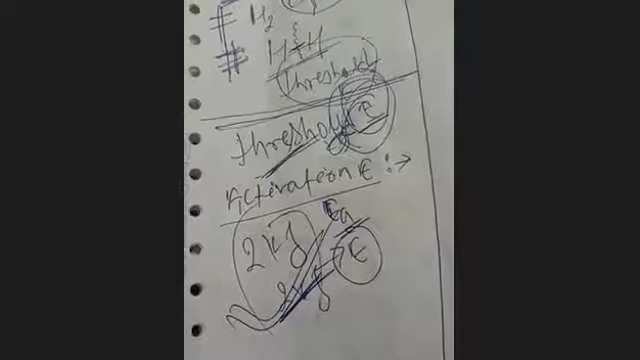 # H2
# H H
threshold
threshold E
Activation E :→
Ea
2KJ
E